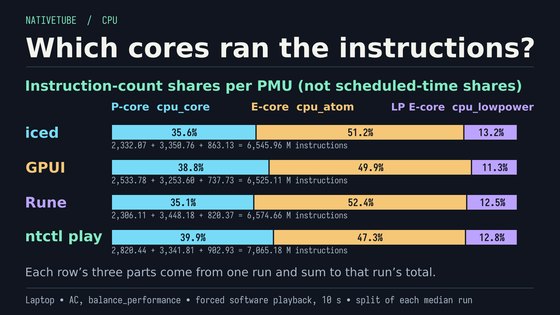 NATIVETUBE / CPU
Which cores ran the instructions?
Instruction-count shares per PMU (not scheduled-time shares)
P-core cpu_core E-core cpu_atom LP E-core cpu_lowpower
iced 35.6% 51.2% 13.2%
2,332.07 + 3,350.76 + 863.13 = 6,545.96 M instructions
GPUI 38.8% 49.9% 11.3%
2,533.78 + 3,253.60 + 737.73 = 6,525.11 M instructions
Rune 35.1% 52.4% 12.5%
2,306.11 + 3,448.18 + 820.37 = 6,574.66 M instructions
ntctl play 39.9% 47.3% 12.8%
2,820.44 + 3,341.81 + 902.93 = 7,065.18 M instructions
Each row's three parts come from one run and sum to that run's total.
Laptop • AC, balance_performance • forced software playback, 10 s • split of each median run